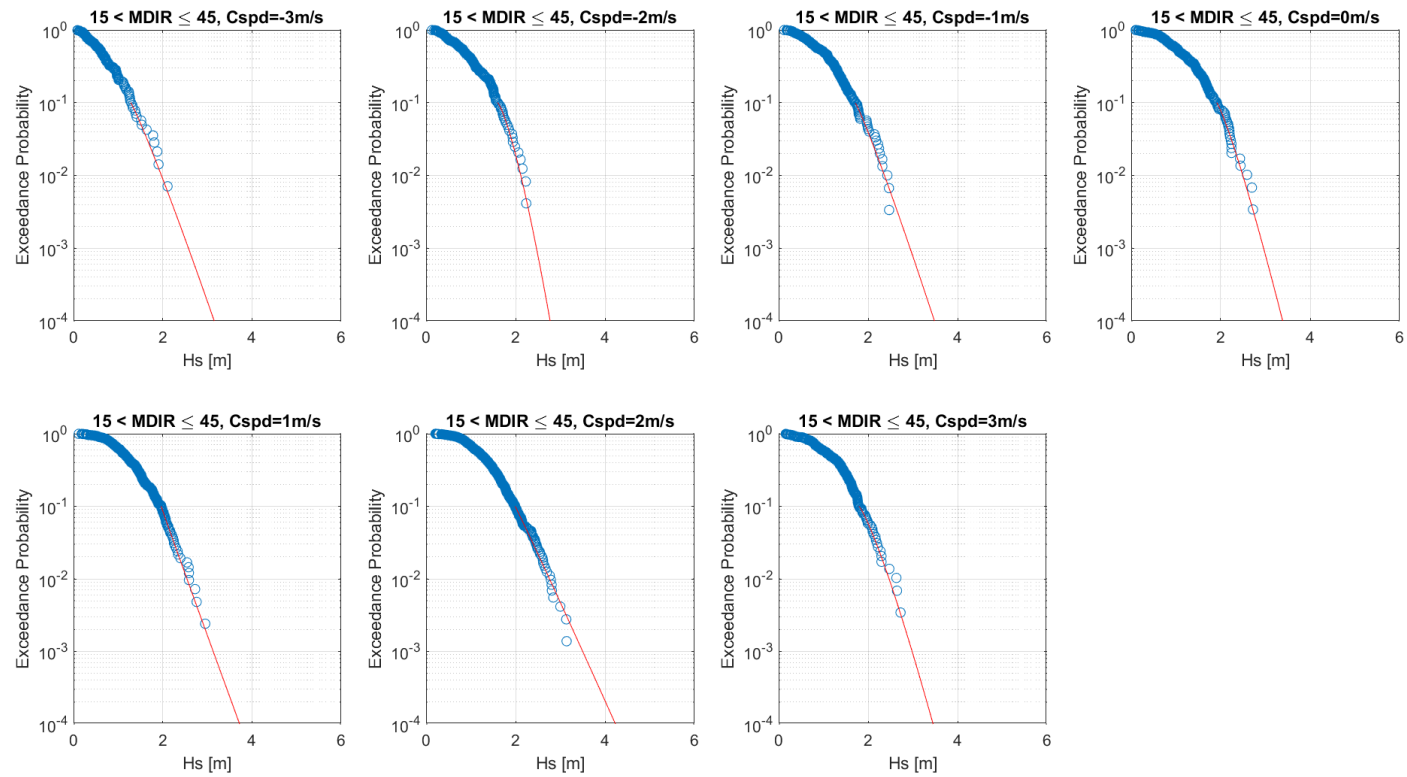 15 < MDIR ≤ 45, Cspd=-3m/s
15 < MDIR ≤ 45, Cspd=-2m/s
15 < MDIR ≤ 45, Cspd=-1m/s
15 < MDIR ≤ 45, Cspd=0m/s
Exceedance Probability
10^0
10^-1
10^-2
10^-3
10^-4
0 2 4 6
Hs [m]
Exceedance Probability
10^0
10^-1
10^-2
10^-3
10^-4
0 2 4 6
Hs [m]
Exceedance Probability
10^0
10^-1
10^-2
10^-3
10^-4
0 2 4 6
Hs [m]
Exceedance Probability
10^0
10^-1
10^-2
10^-3
10^-4
0 2 4 6
Hs [m]
15 < MDIR ≤ 45, Cspd=1m/s
15 < MDIR ≤ 45, Cspd=2m/s
15 < MDIR ≤ 45, Cspd=3m/s
Exceedance Probability
10^0
10^-1
10^-2
10^-3
10^-4
0 2 4 6
Hs [m]
Exceedance Probability
10^0
10^-1
10^-2
10^-3
10^-4
0 2 4 6
Hs [m]
Exceedance Probability
10^0
10^-1
10^-2
10^-3
10^-4
0 2 4 6
Hs [m]